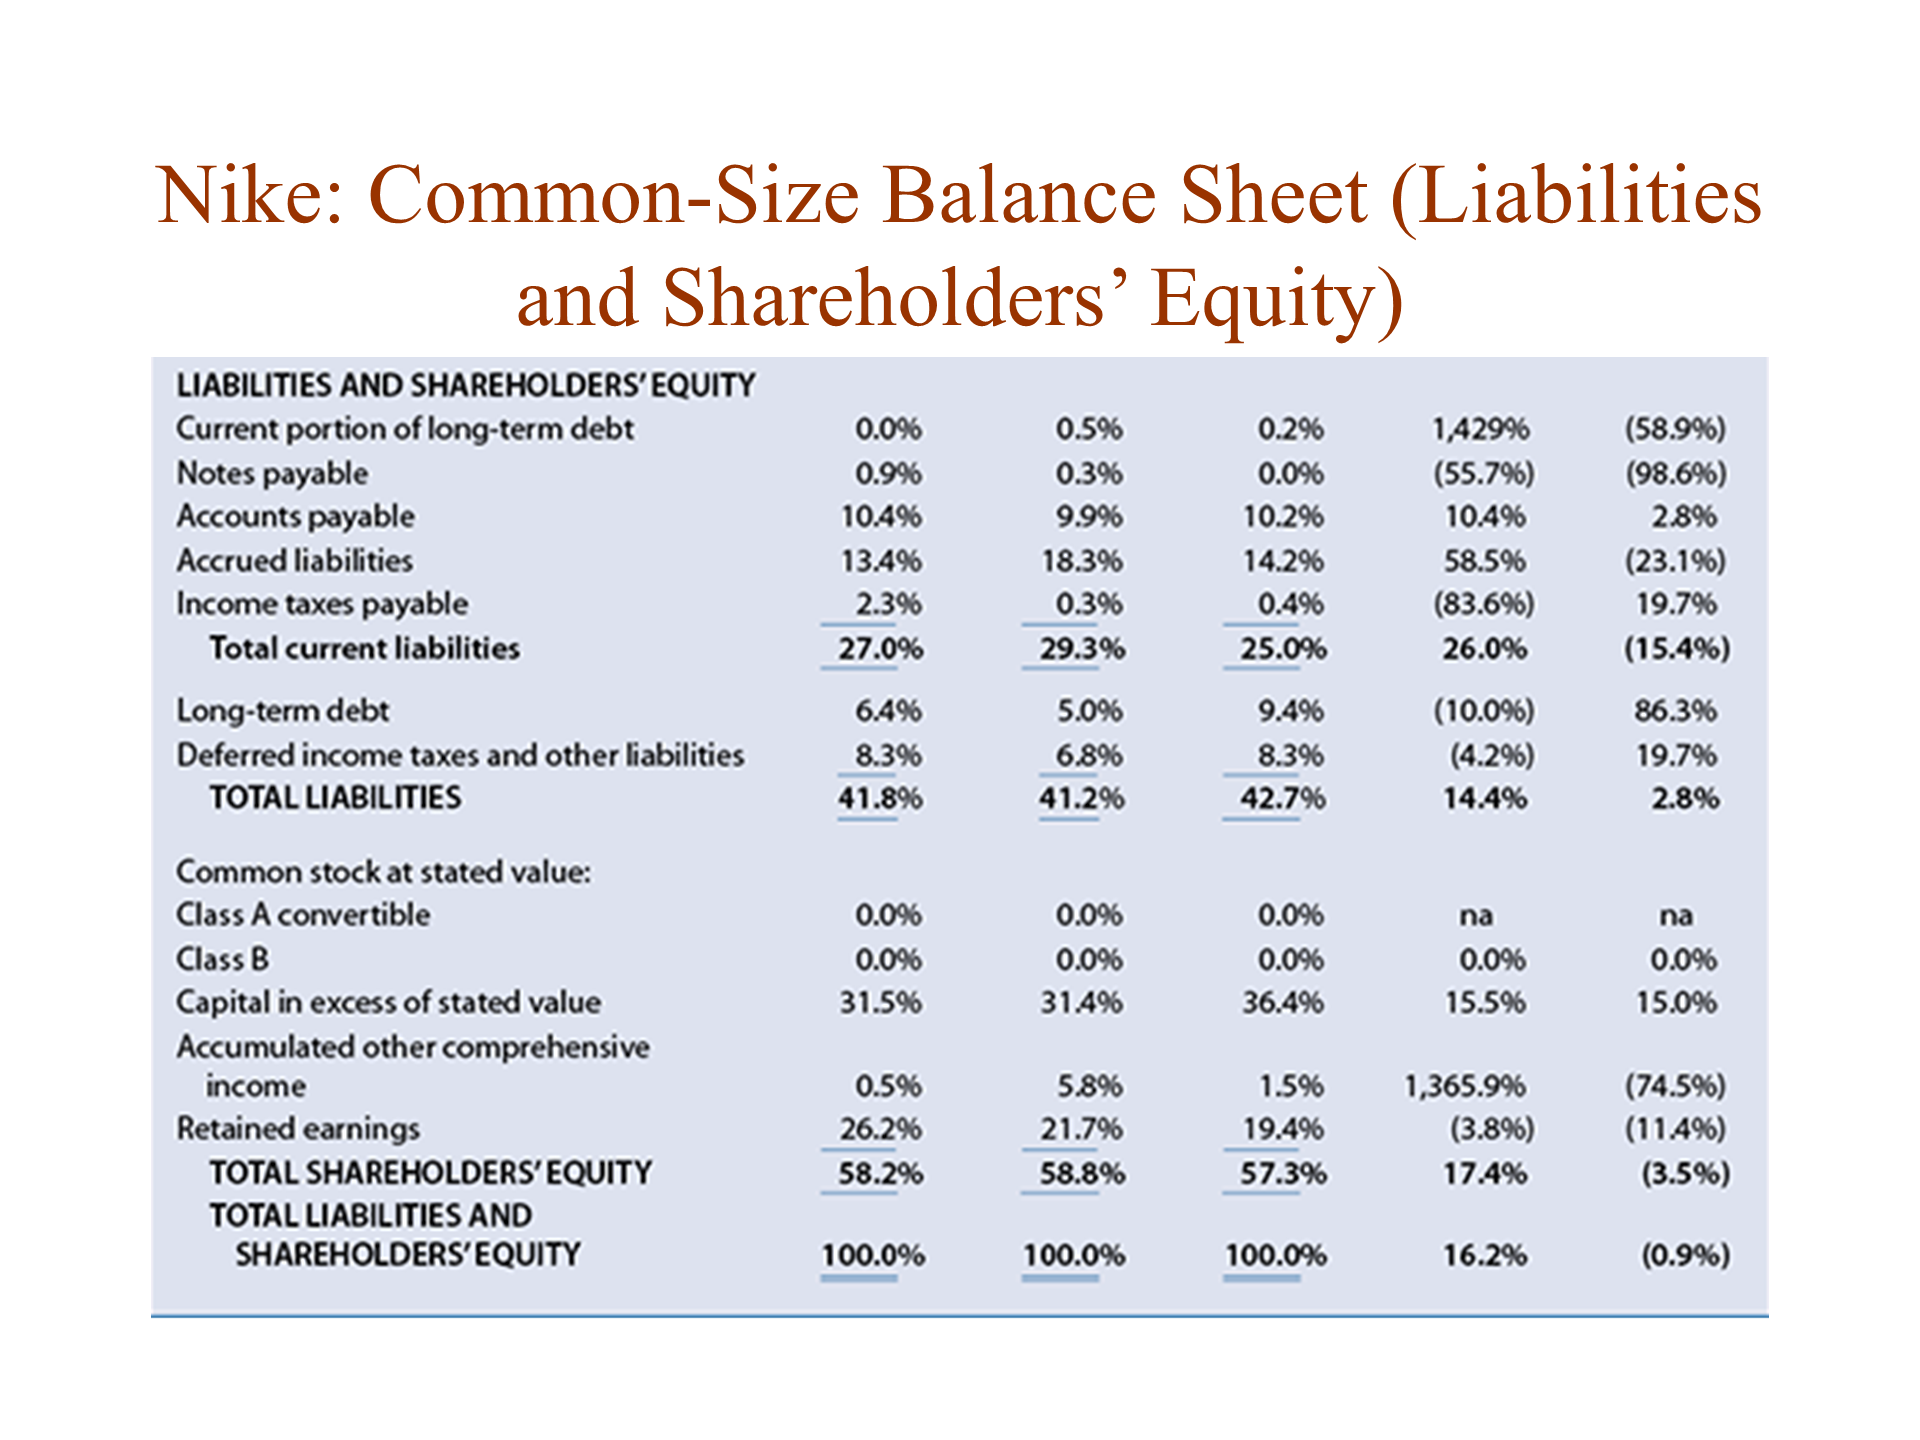 Nike: Common-Size Balance Sheet (Liabilities
and Shareholders’ Equity)
LIABILITIES AND SHAREHOLDERS’ EQUITY
Current portion of long-term debt 0.0% 0.5% 0.2% 1,429% (58.9%)
Notes payable 0.9% 0.3% 0.0% (55.7%) (98.6%)
Accounts payable 10.4% 9.9% 10.2% 10.4% 2.8%
Accrued liabilities 13.4% 18.3% 14.2% 58.5% (23.1%)
Income taxes payable 2.3% 0.3% 0.4% (83.6%) 19.7%
Total current liabilities 27.0% 29.3% 25.0% 26.0% (15.4%)
Long-term debt 6.4% 5.0% 9.4% (10.0%) 86.3%
Deferred income taxes and other liabilities 8.3% 6.8% 8.3% (4.2%) 19.7%
TOTAL LIABILITIES 41.8% 41.2% 42.7% 14.4% 2.8%
Common stock at stated value:
Class A convertible 0.0% 0.0% 0.0% na na
Class B 0.0% 0.0% 0.0% 0.0% 0.0%
Capital in excess of stated value 31.5% 31.4% 36.4% 15.5% 15.0%
Accumulated other comprehensive
income 0.5% 5.8% 1.5% 1,365.9% (74.5%)
Retained earnings 26.2% 21.7% 19.4% (3.8%) (11.4%)
TOTAL SHAREHOLDERS’ EQUITY 58.2% 58.8% 57.3% 17.4% (3.5%)
TOTAL LIABILITIES AND
SHAREHOLDERS’ EQUITY 100.0% 100.0% 100.0% 16.2% (0.9%)